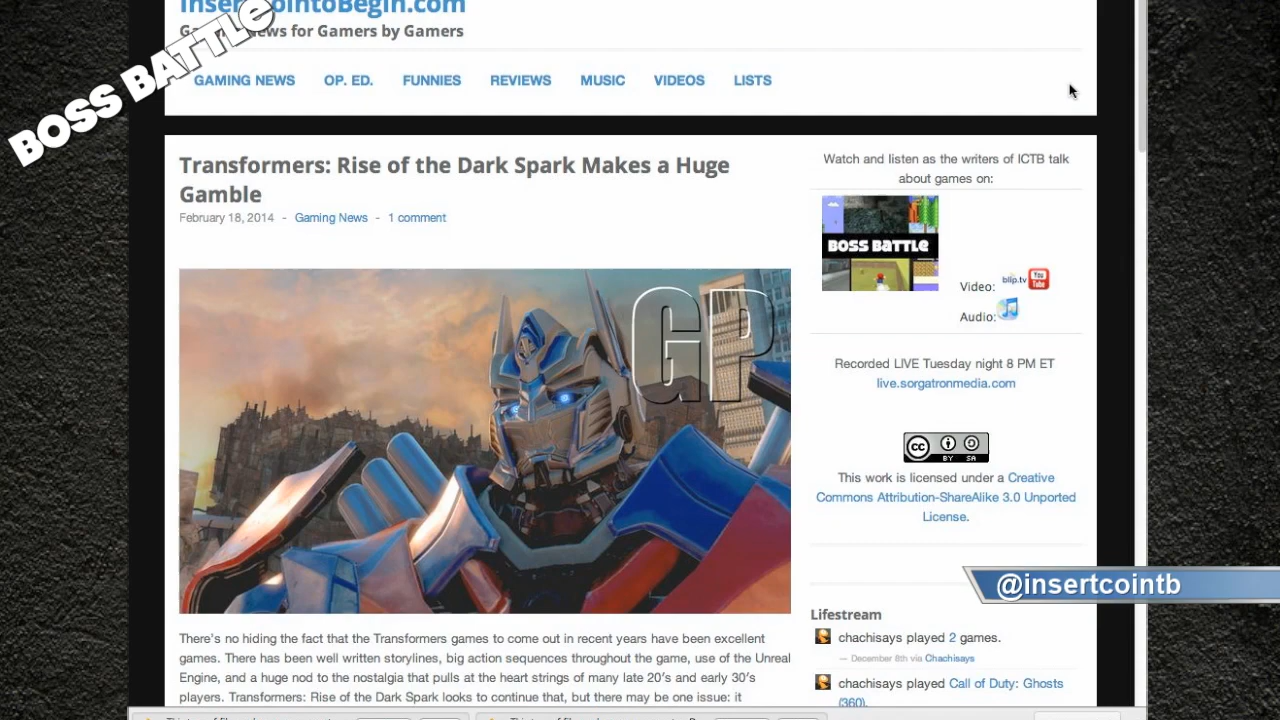 BOSS BATTLE
Gamers by Gamers
GAMING NEWS OP. ED. FUNNIES REVIEWS MUSIC VIDEOS LISTS
Transformers: Rise of the Dark Spark Makes a Huge
Gamble
February 18, 2014 - Gaming News - 1 comment
GP
There's no hiding the fact that the Transformers games to come out in recent years have been excellent
games. There has been well written storylines, big action sequences throughout the game, use of the Unreal
Engine, and a huge nod to the nostalgia that pulls at the heart strings of many late 20's and early 30's
players. Transformers: Rise of the Dark Spark looks to continue that, but there may be one issue: it
Watch and listen as the writers of ICTB talk
about games on:
BOSS BATTLE
Video: blip.tv You Tube
Audio:
Recorded LIVE Tuesday night 8 PM ET
live.sorgatronmedia.com
cc BY SA
This work is licensed under a Creative
Commons Attribution-ShareAlike 3.0 Unported
License.
@insertcointb
Lifestream
chachisays played 2 games.
— December 8th via Chachisays
chachisays played Call of Duty: Ghosts
(360).